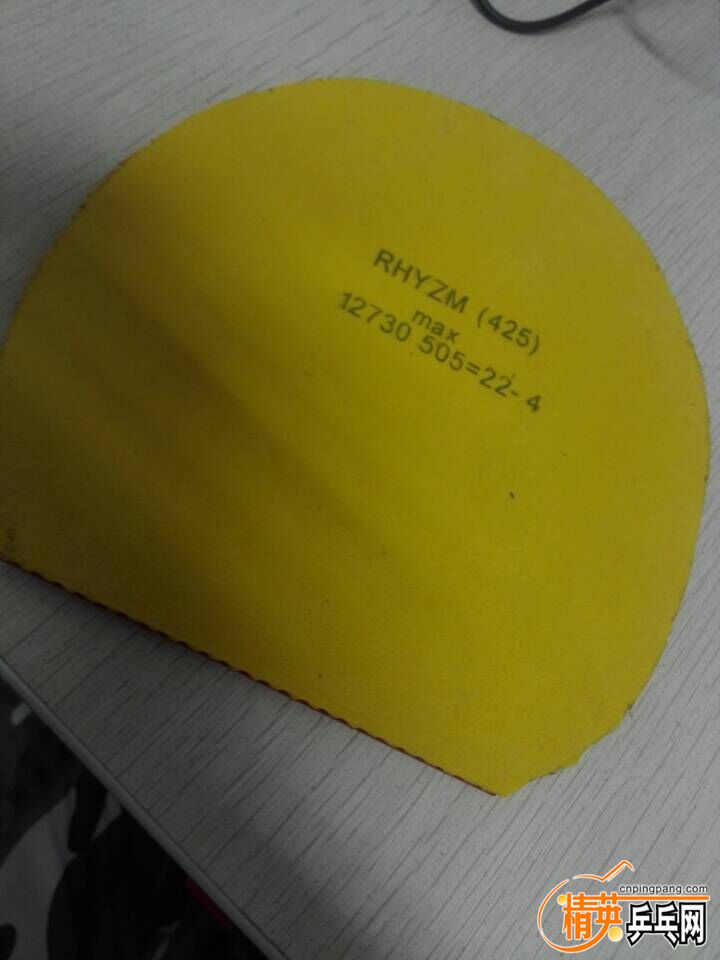 RHYZM (425)
max
12730 505=22-4
cnpingpang.com
精英乒乓网